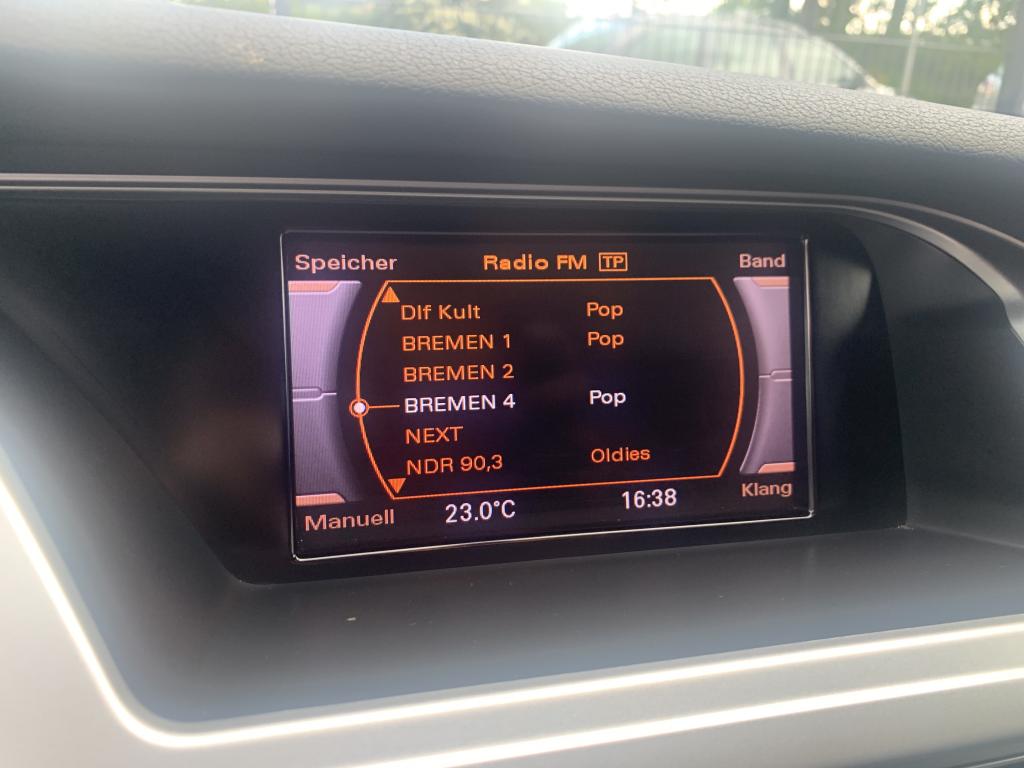 Speicher Radio FM TP Band
Dlf Kult Pop
BREMEN 1 Pop
BREMEN 2
BREMEN 4 Pop
NEXT
NDR 90,3 Oldies
Manuell 23.0°C 16:38 Klang